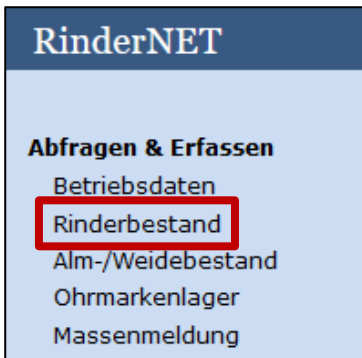 RinderNET
Abfragen & Erfassen
Betriebsdaten
Rinderbestand
Alm-/Weidebestand
Ohrmarkenlager
Massenmeldung